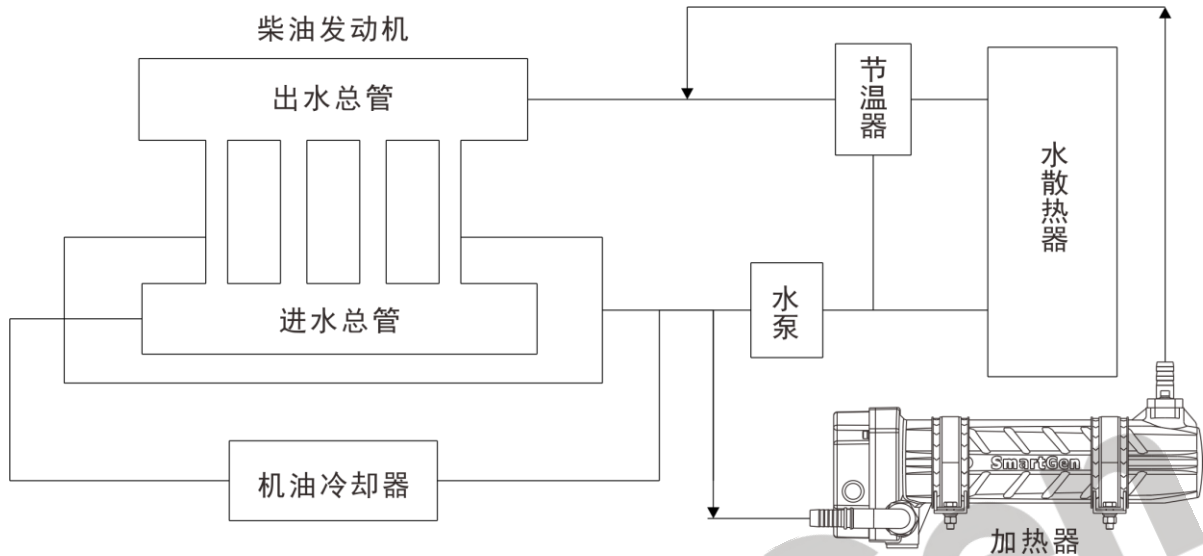 柴油发动机
出水总管
节温器
水散热器
进水总管
水泵
机油冷却器
SmartGen
加热器